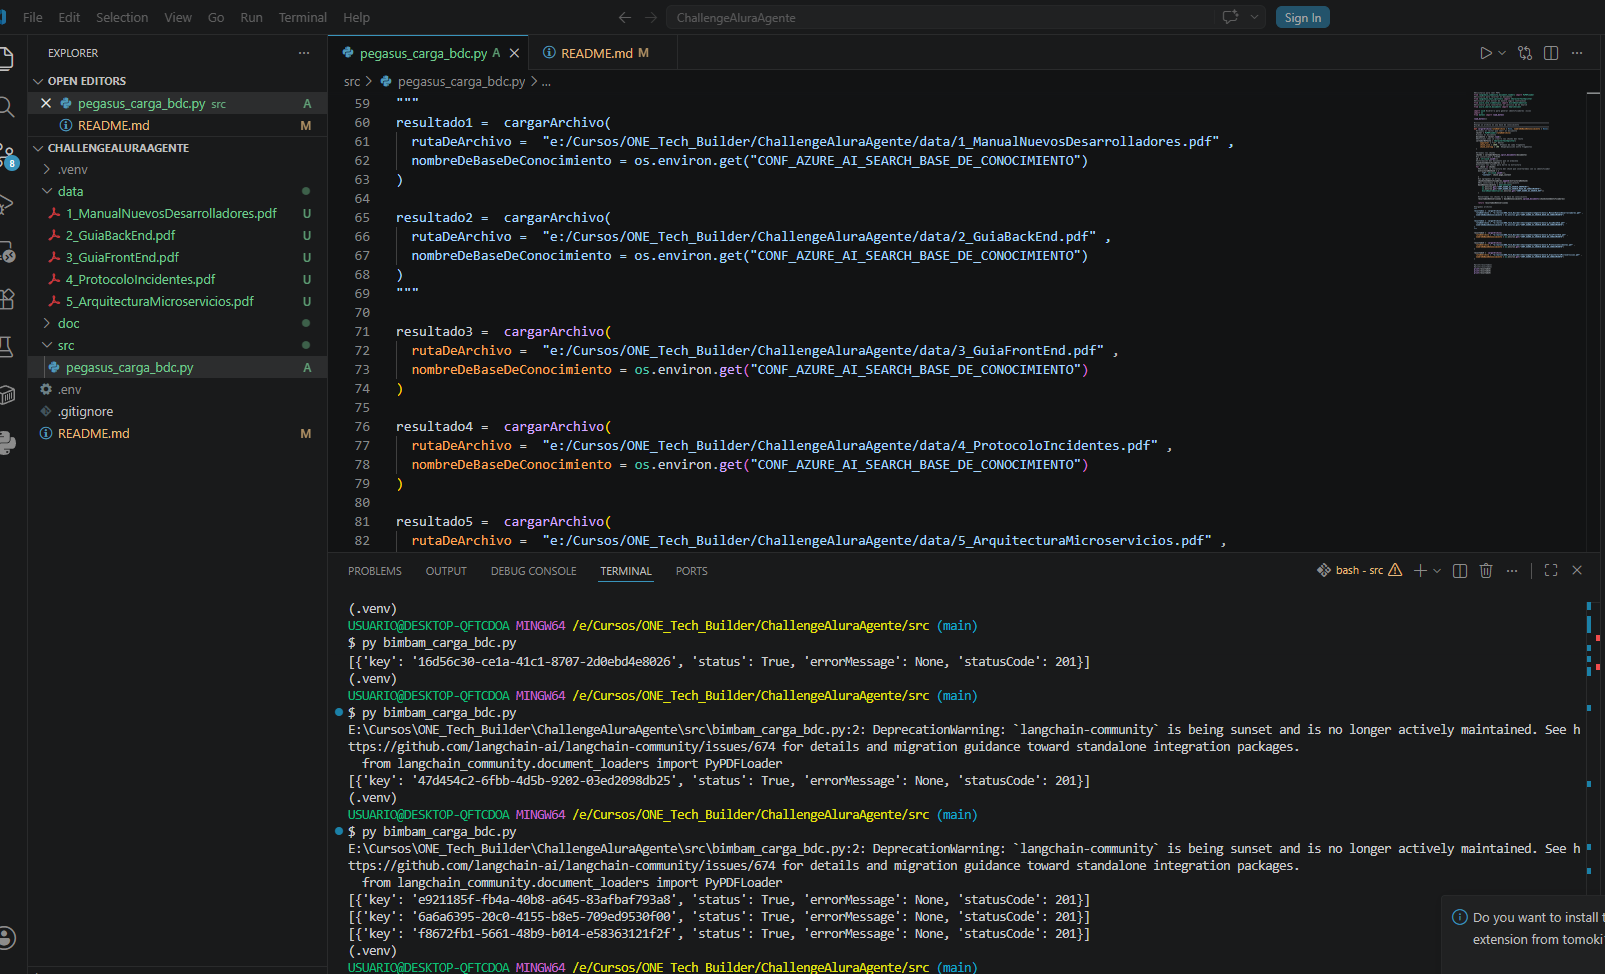 File Edit Selection View Go Run Terminal Help
ChallengeAluraAgente
Sign In
EXPLORER
OPEN EDITORS
pegasus_carga_bdc.py src A
README.md M
CHALLENGEALURAAGENTE
.venv
data
1_ManualNuevosDesarrolladores.pdf U
2_GuiaBackEnd.pdf U
3_GuiaFrontEnd.pdf U
4_ProtocoloIncidentes.pdf U
5_ArquitecturaMicroservicios.pdf U
doc
src
pegasus_carga_bdc.py A
.env
.gitignore
README.md M
8
pegasus_carga_bdc.py A
README.md M
src > pegasus_carga_bdc.py > ...
59 """
60 resultado1 = cargarArchivo(
61 rutaDeArchivo = "e:/Cursos/ONE_Tech_Builder/ChallengeAluraAgente/data/1_ManualNuevosDesarrolladores.pdf" ,
62 nombreDeBaseDeConocimiento = os.environ.get("CONF_AZURE_AI_SEARCH_BASE_DE_CONOCIMIENTO")
63 )
64
65 resultado2 = cargarArchivo(
66 rutaDeArchivo = "e:/Cursos/ONE_Tech_Builder/ChallengeAluraAgente/data/2_GuiaBackEnd.pdf" ,
67 nombreDeBaseDeConocimiento = os.environ.get("CONF_AZURE_AI_SEARCH_BASE_DE_CONOCIMIENTO")
68 )
69 """
70
71 resultado3 = cargarArchivo(
72 rutaDeArchivo = "e:/Cursos/ONE_Tech_Builder/ChallengeAluraAgente/data/3_GuiaFrontEnd.pdf" ,
73 nombreDeBaseDeConocimiento = os.environ.get("CONF_AZURE_AI_SEARCH_BASE_DE_CONOCIMIENTO")
74 )
75
76 resultado4 = cargarArchivo(
77 rutaDeArchivo = "e:/Cursos/ONE_Tech_Builder/ChallengeAluraAgente/data/4_ProtocoloIncidentes.pdf" ,
78 nombreDeBaseDeConocimiento = os.environ.get("CONF_AZURE_AI_SEARCH_BASE_DE_CONOCIMIENTO")
79 )
80
81 resultado5 = cargarArchivo(
82 rutaDeArchivo = "e:/Cursos/ONE_Tech_Builder/ChallengeAluraAgente/data/5_ArquitecturaMicroservicios.pdf" ,
PROBLEMS OUTPUT DEBUG CONSOLE TERMINAL PORTS
bash - src
(.venv)
USUARIO@DESKTOP-QFTCDOA MINGW64 /e/Cursos/ONE_Tech_Builder/ChallengeAluraAgente/src (main)
$ py bimbam_carga_bdc.py
[{'key': '16d56c30-ce1a-41c1-8707-2d0ebd4e8026', 'status': True, 'errorMessage': None, 'statusCode': 201}]
(.venv)
USUARIO@DESKTOP-QFTCDOA MINGW64 /e/Cursos/ONE_Tech_Builder/ChallengeAluraAgente/src (main)
$ py bimbam_carga_bdc.py
E:\Cursos\ONE_Tech_Builder\ChallengeAluraAgente\src\bimbam_carga_bdc.py:2: DeprecationWarning: `langchain-community` is being sunset and is no longer actively maintained. See h
ttps://github.com/langchain-ai/langchain-community/issues/674 for details and migration guidance toward standalone integration packages.
from langchain_community.document_loaders import PyPDFLoader
[{'key': '47d454c2-6fbb-4d5b-9202-03ed2098db25', 'status': True, 'errorMessage': None, 'statusCode': 201}]
(.venv)
USUARIO@DESKTOP-QFTCDOA MINGW64 /e/Cursos/ONE_Tech_Builder/ChallengeAluraAgente/src (main)
$ py bimbam_carga_bdc.py
E:\Cursos\ONE_Tech_Builder\ChallengeAluraAgente\src\bimbam_carga_bdc.py:2: DeprecationWarning: `langchain-community` is being sunset and is no longer actively maintained. See h
ttps://github.com/langchain-ai/langchain-community/issues/674 for details and migration guidance toward standalone integration packages.
from langchain_community.document_loaders import PyPDFLoader
[{'key': 'e921185f-fb4a-40b8-a645-83afbaf793a8', 'status': True, 'errorMessage': None, 'statusCode': 201}]
[{'key': '6a6a6395-20c0-4155-b8e5-709ed9530f00', 'status': True, 'errorMessage': None, 'statusCode': 201}]
[{'key': 'f8672fb1-5661-48b9-b014-e58363121f2f', 'status': True, 'errorMessage': None, 'statusCode': 201}]
(.venv)
USUARIO@DESKTOP-QFTCDOA MINGW64 /e/Cursos/ONE_Tech_Builder/ChallengeAluraAgente/src (main)
Do you want to install
extension from tomoki